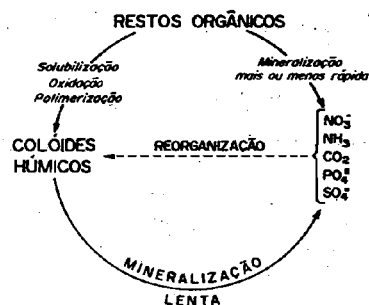 RESTOS ORGÂNICOS
Solubilização
Oxidação
Polimerização
Mineralização
mais ou menos rápida
COLÓIDES
HÚMICOS
REORGANIZAÇÃO
NO₃⁻
NH₃
CO₂
PO₄≡
SO₄=
MINERALIZAÇÃO
LENTA